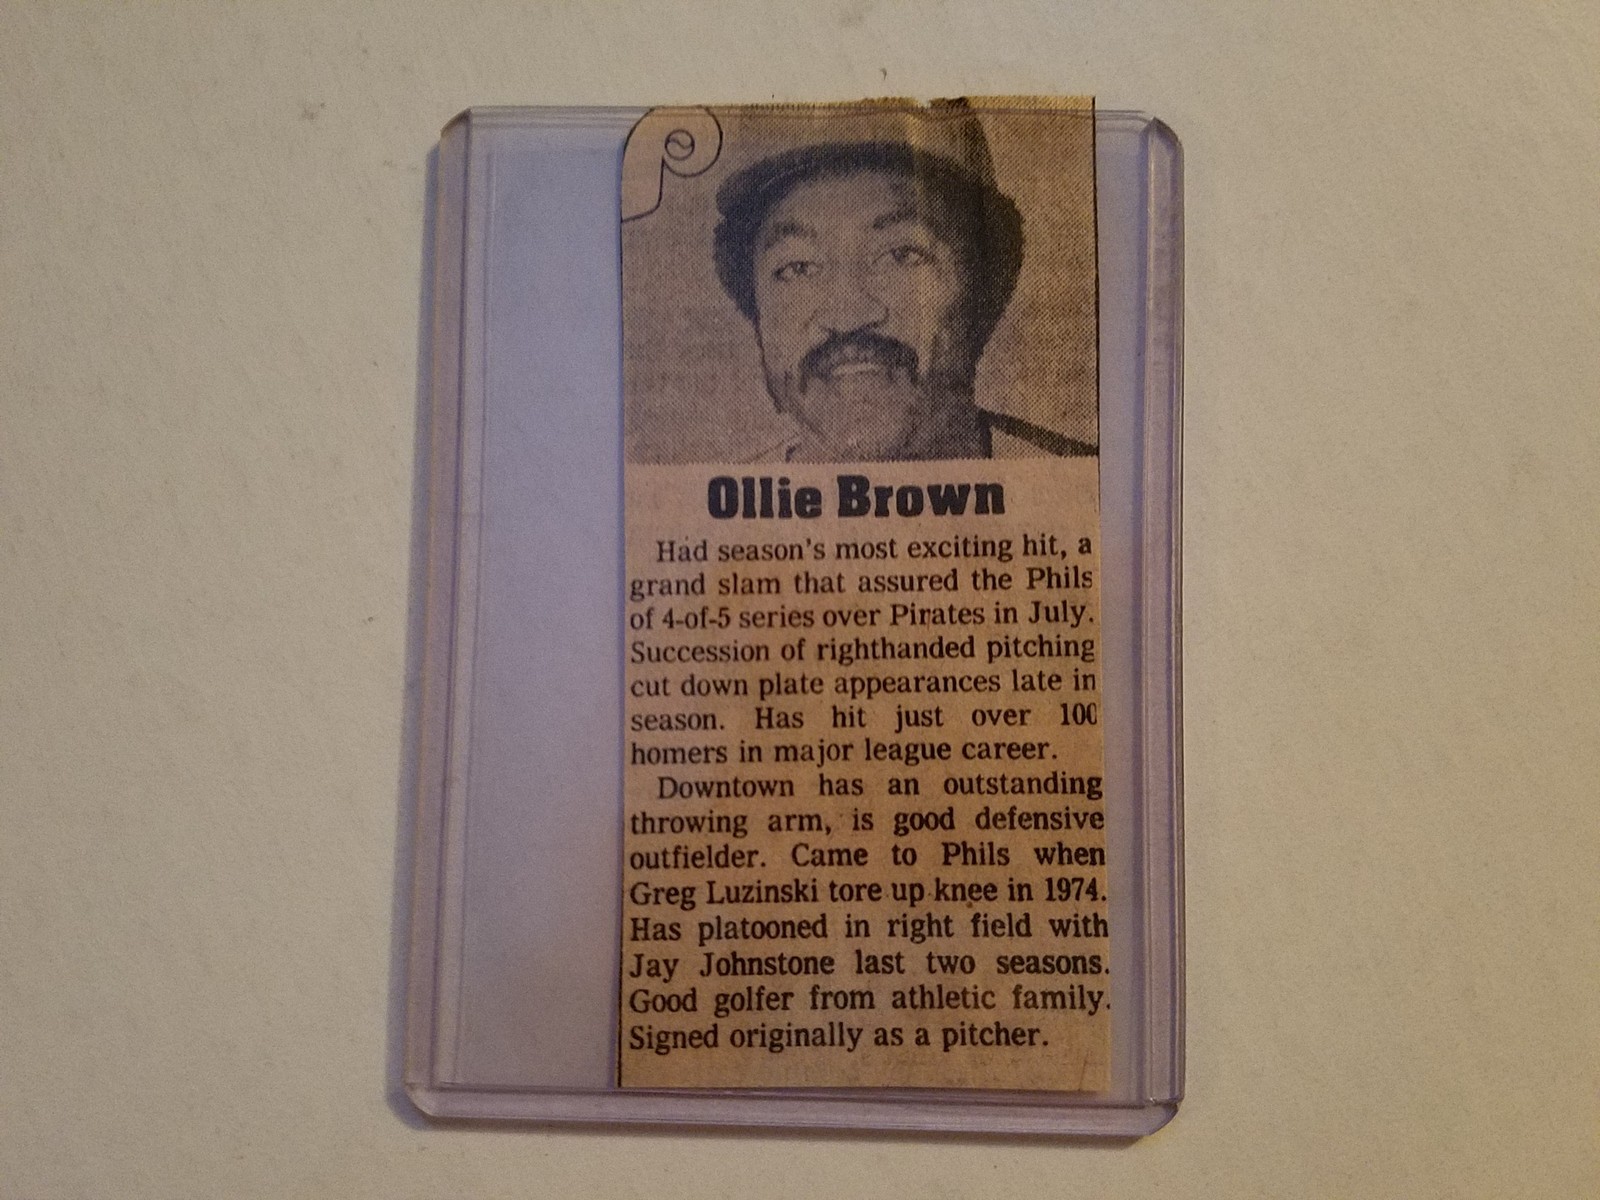 Ollie Brown
Had season's most exciting hit, a
grand slam that assured the Phils
of 4-of-5 series over Pirates in July.
Succession of righthanded pitching
cut down plate appearances late in
season. Has hit just over 100
homers in major league career.
Downtown has an outstanding
throwing arm, is good defensive
outfielder. Came to Phils when
Greg Luzinski tore up knee in 1974.
Has platooned in right field with
Jay Johnstone last two seasons.
Good golfer from athletic family.
Signed originally as a pitcher.